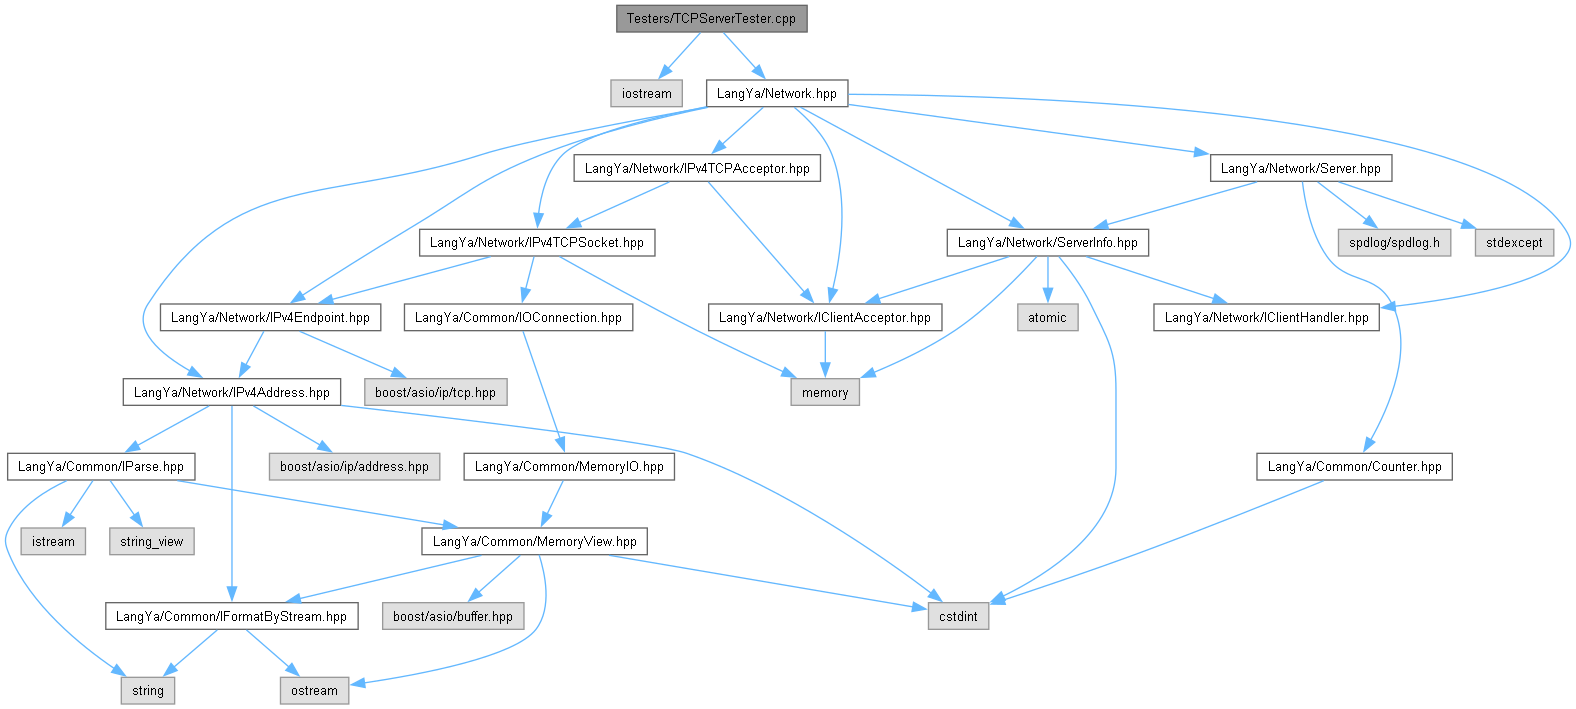 Testers/TCPServerTester.cpp
iostream
LangYa/Network.hpp
LangYa/Network/IPv4TCPAcceptor.hpp
LangYa/Network/Server.hpp
LangYa/Network/IPv4TCPSocket.hpp
LangYa/Network/ServerInfo.hpp
spdlog/spdlog.h
stdexcept
LangYa/Network/IPv4Endpoint.hpp
LangYa/Common/IOConnection.hpp
LangYa/Network/IClientAcceptor.hpp
atomic
LangYa/Network/IClientHandler.hpp
LangYa/Network/IPv4Address.hpp
boost/asio/ip/tcp.hpp
memory
LangYa/Common/IParse.hpp
boost/asio/ip/address.hpp
LangYa/Common/MemoryIO.hpp
LangYa/Common/Counter.hpp
istream
string_view
LangYa/Common/MemoryView.hpp
LangYa/Common/IFormatByStream.hpp
boost/asio/buffer.hpp
cstdint
string
ostream